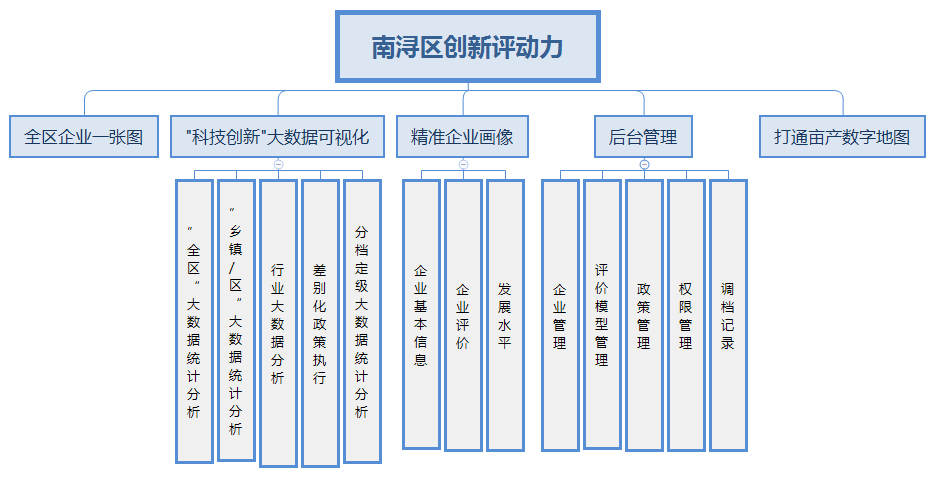 南浔区创新评动力
全区企业一张图
"科技创新"大数据可视化
精准企业画像
后台管理
打通亩产数字地图
“全区”大数据统计分析
“乡镇/区”大数据统计分析
行业大数据分析
差别化政策执行
分档定级大数据统计分析
企业基本信息
企业评价
发展水平
企业管理
评价模型管理
政策管理
权限管理
调档记录